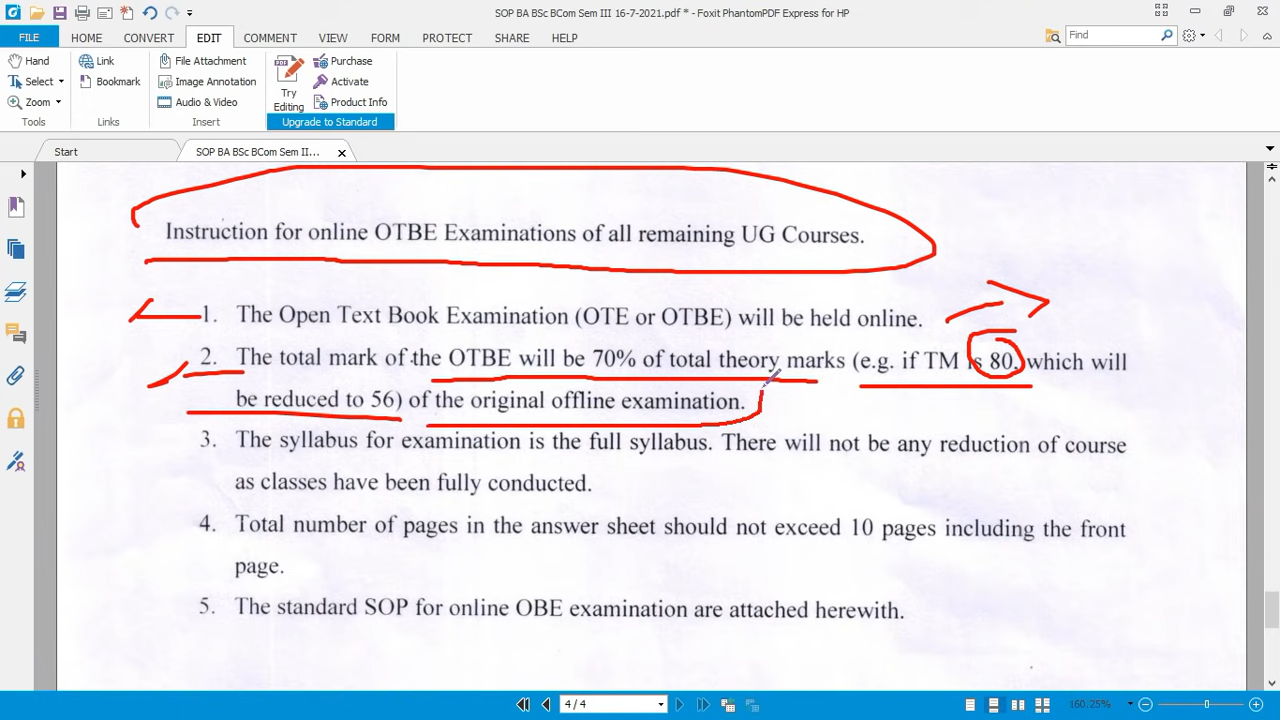 SOP BA BSc BCom Sem III 16-7-2021.pdf * - Foxit PhantomPDF Express for HP
FILE HOME CONVERT EDIT COMMENT VIEW FORM PROTECT SHARE HELP Find
Hand Link File Attachment Purchase
Select Bookmark Image Annotation Try Editing Activate
Zoom Audio & Video Product Info
Tools Links Insert Upgrade to Standard
Start SOP BA BSc BCom Sem II...
Instruction for online OTBE Examinations of all remaining UG Courses.
1. The Open Text Book Examination (OTE or OTBE) will be held online.
2. The total mark of the OTBE will be 70% of total theory marks (e.g. if TM is 80, which will
be reduced to 56) of the original offline examination.
3. The syllabus for examination is the full syllabus. There will not be any reduction of course
as classes have been fully conducted.
4. Total number of pages in the answer sheet should not exceed 10 pages including the front
page.
5. The standard SOP for online OBE examination are attached herewith.
4 / 4 160.25%